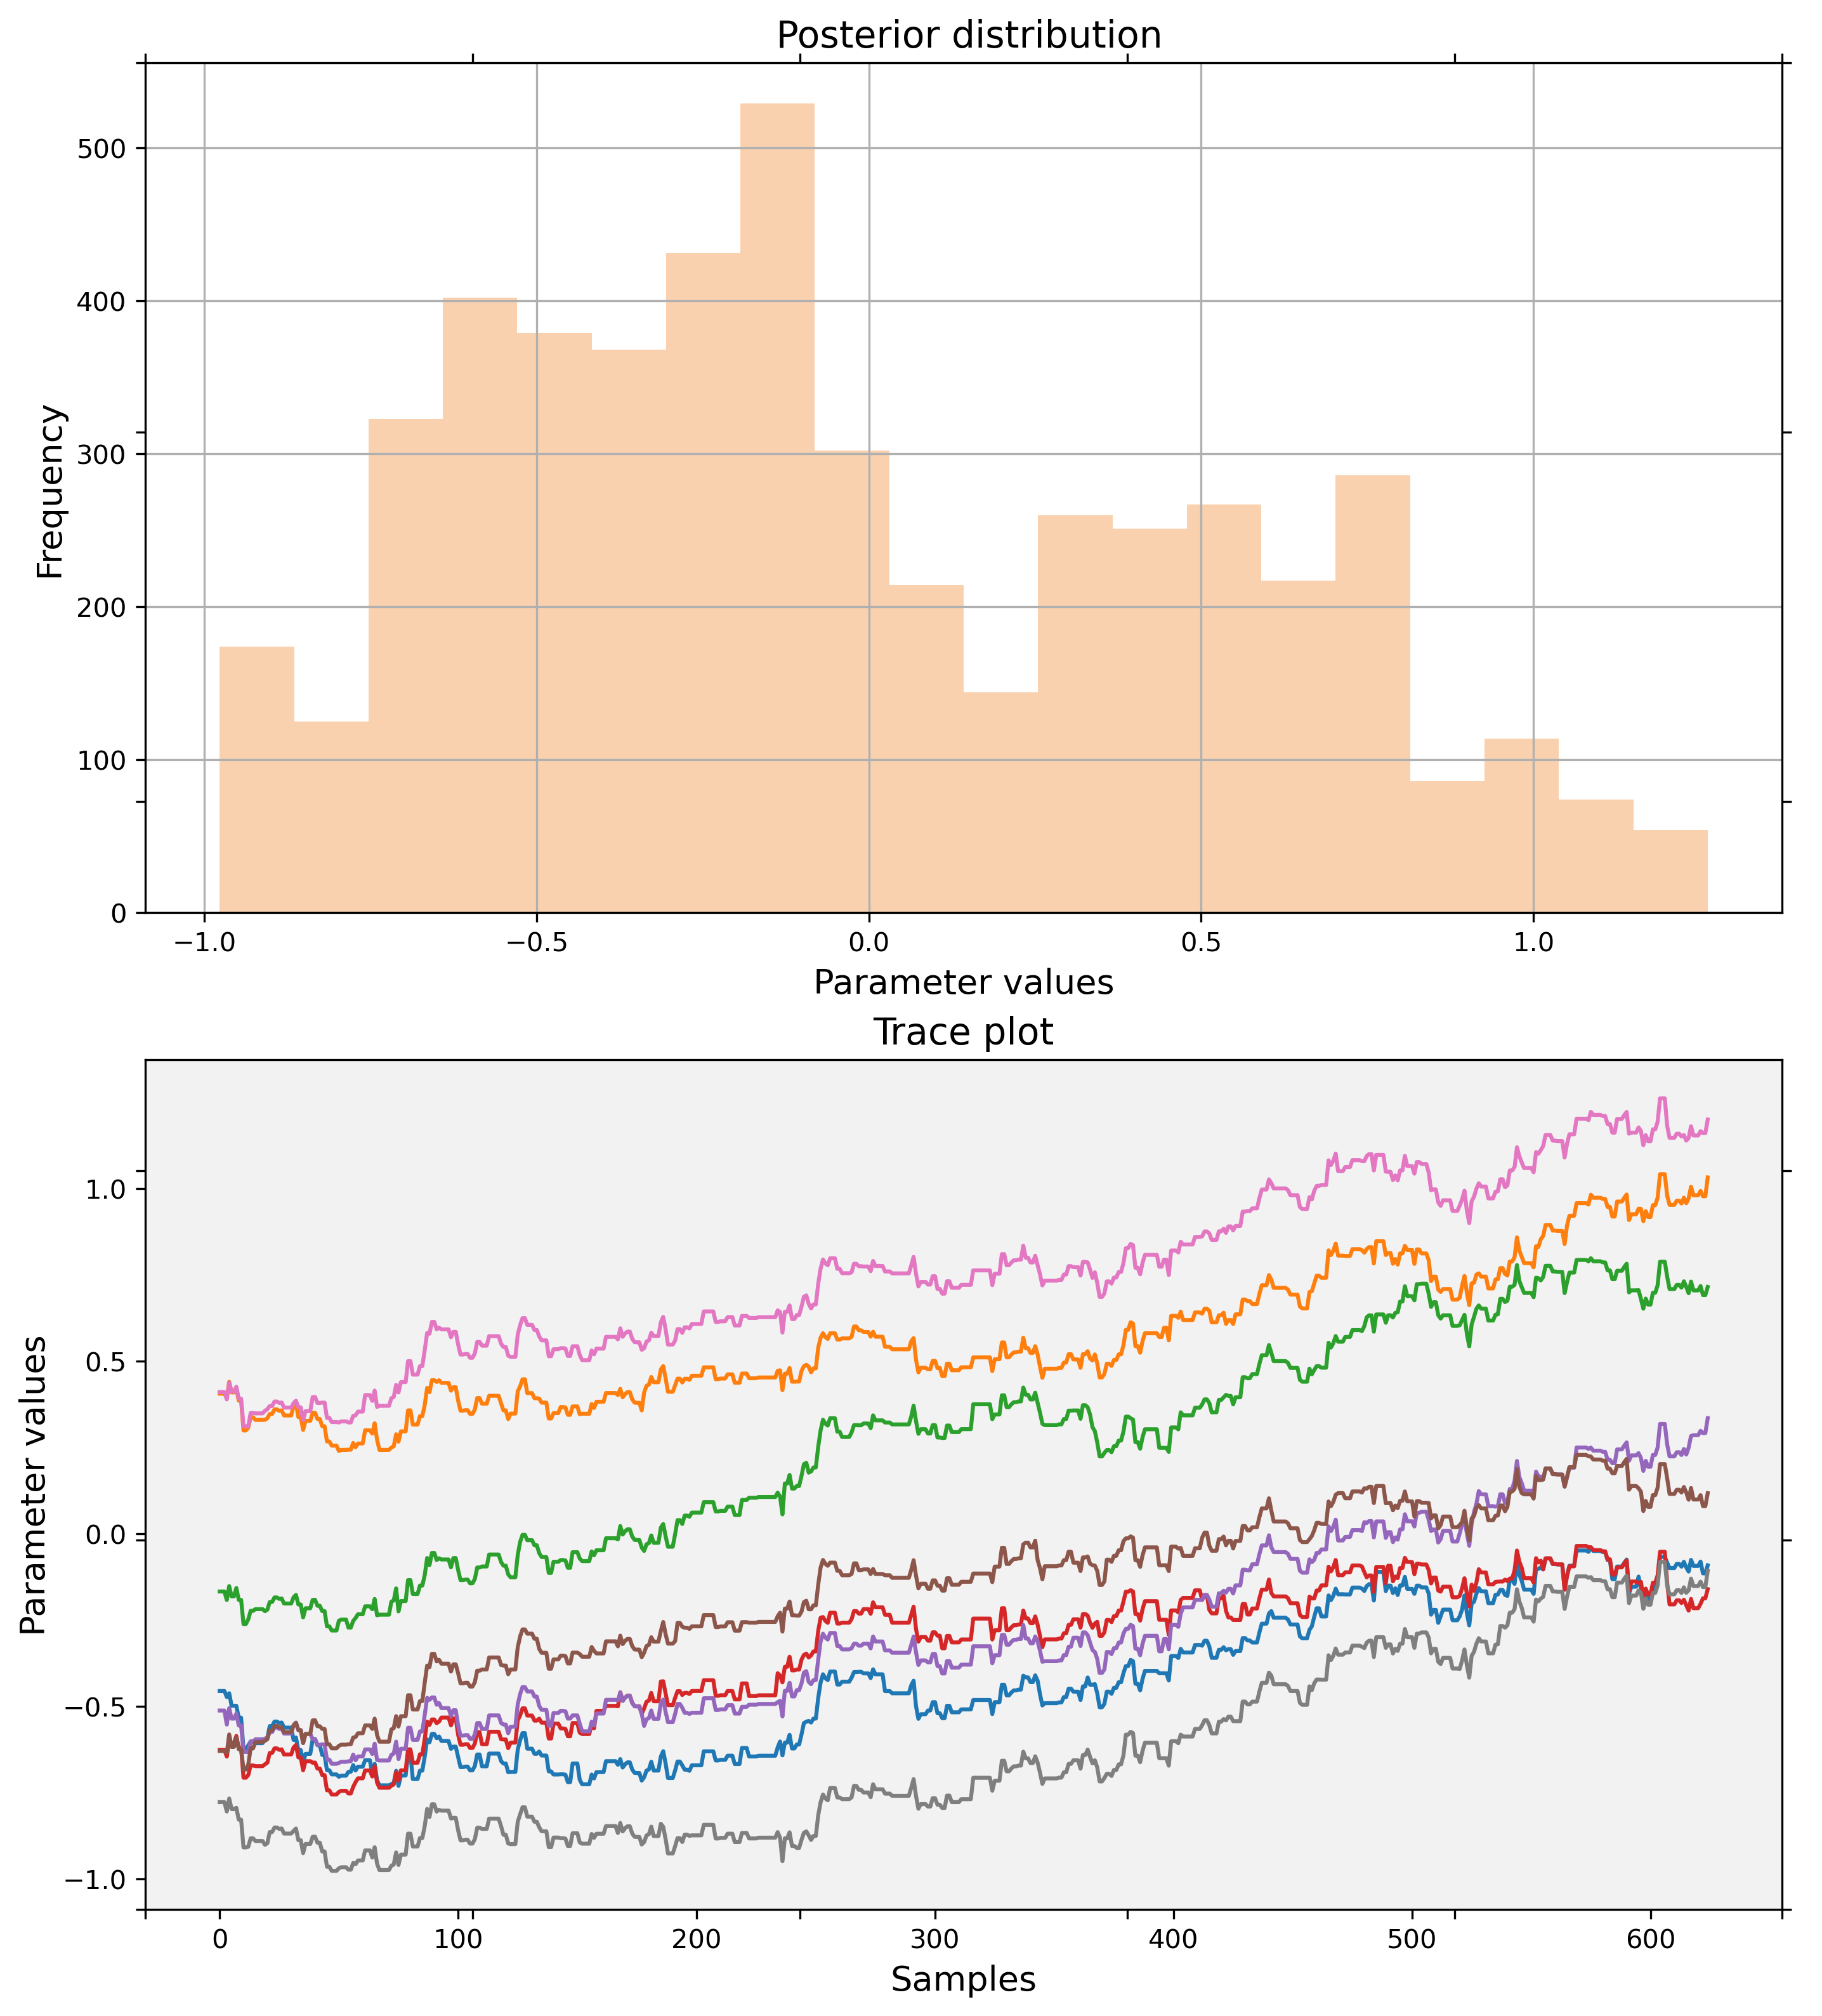 Posterior distribution
500
400
300
200
100
0
Frequency
−1.0 −0.5 0.0 0.5 1.0
Parameter values
Trace plot
1.0
0.5
0.0
−0.5
−1.0
Parameter values
0 100 200 300 400 500 600
Samples